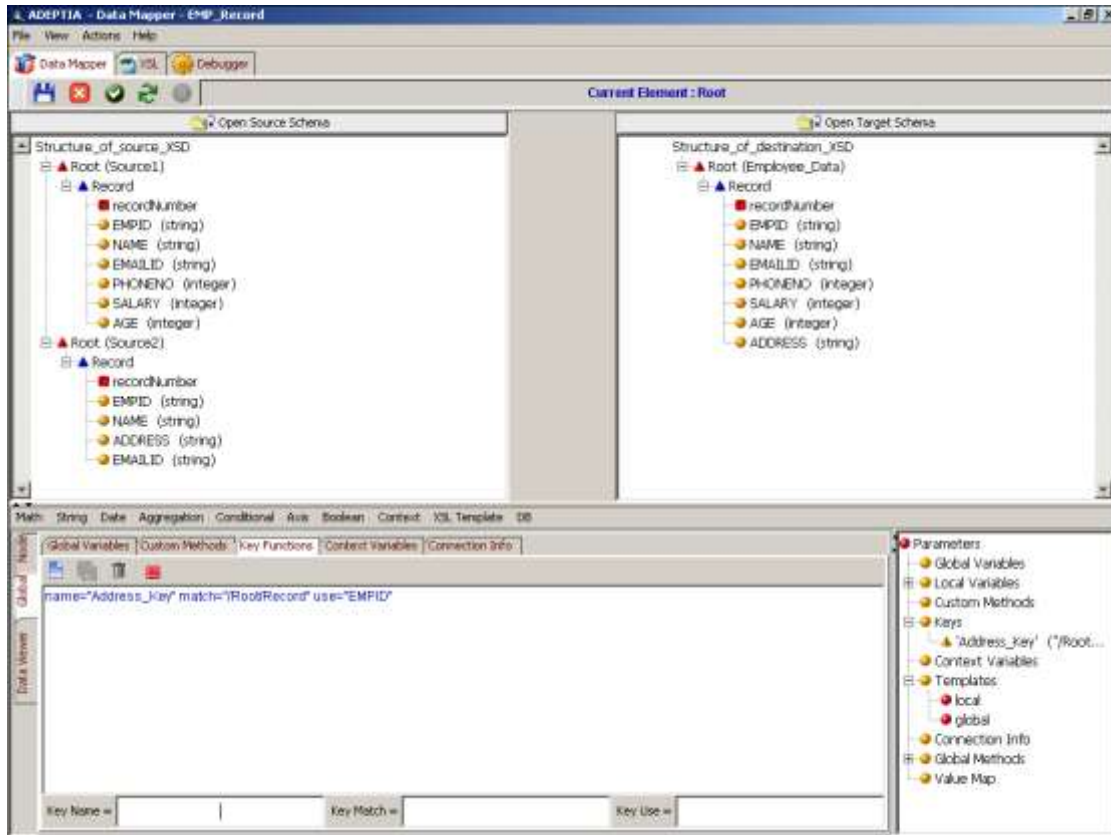 ADEPTIA - Data Mapper - EMP_Record
File View Actions Help
Data Mapper XSL Debugger
Current Element : Root
Open Source Schema
Open Target Schema
Structure_of_source_XSD
Root (Source1)
Record
recordNumber
EMPID (string)
NAME (string)
EMAILID (string)
PHONENO (integer)
SALARY (integer)
AGE (integer)
Root (Source2)
Record
recordNumber
EMPID (string)
NAME (string)
ADDRESS (string)
EMAILID (string)
Structure_of_destination_XSD
Root (Employee_Data)
Record
recordNumber
EMPID (string)
NAME (string)
EMAILID (string)
PHONENO (integer)
SALARY (integer)
AGE (integer)
ADDRESS (string)
Math String Date Aggregation Conditional Axis Boolean Context XSL Template DB
Node
Global
Data Viewer
Global Variables Custom Methods Key Functions Context Variables Connection Info
name="Address_Key" match="/Root/Record" use="EMPID"
Key Name = Key Match = Key Use =
Parameters
Global Variables
Local Variables
Custom Methods
Keys
'Address_Key' ("/Root...
Context Variables
Templates
local
global
Connection Info
Global Methods
Value Map